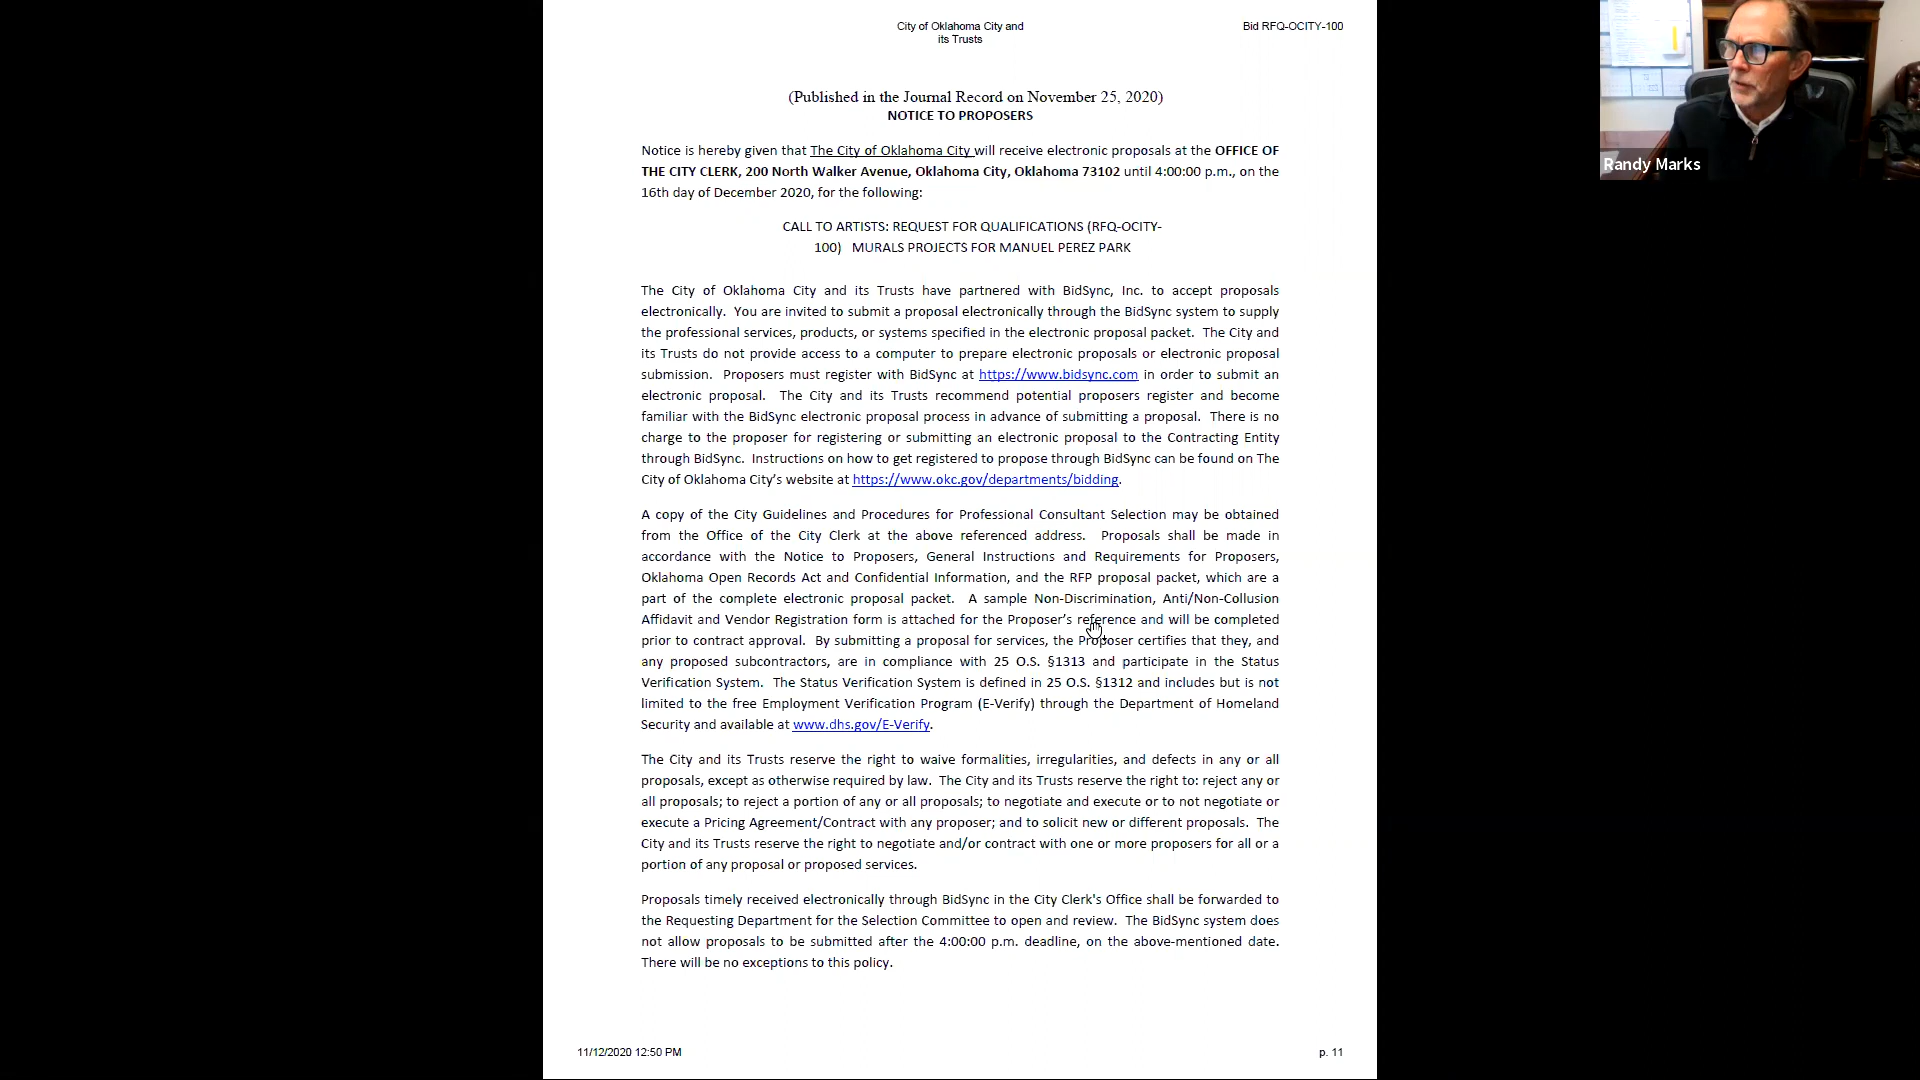 City of Oklahoma City and
its Trusts
Bid RFQ-OCITY-100
(Published in the Journal Record on November 25, 2020)
NOTICE TO PROPOSERS
Notice is hereby given that The City of Oklahoma City will receive electronic proposals at the OFFICE OF
THE CITY CLERK, 200 North Walker Avenue, Oklahoma City, Oklahoma 73102 until 4:00:00 p.m., on the
16th day of December 2020, for the following:
CALL TO ARTISTS: REQUEST FOR QUALIFICATIONS (RFQ-OCITY-
100) MURALS PROJECTS FOR MANUEL PEREZ PARK
The City of Oklahoma City and its Trusts have partnered with BidSync, Inc. to accept proposals
electronically. You are invited to submit a proposal electronically through the BidSync system to supply
the professional services, products, or systems specified in the electronic proposal packet. The City and
its Trusts do not provide access to a computer to prepare electronic proposals or electronic proposal
submission. Proposers must register with BidSync at https://www.bidsync.com in order to submit an
electronic proposal. The City and its Trusts recommend potential proposers register and become
familiar with the BidSync electronic proposal process in advance of submitting a proposal. There is no
charge to the proposer for registering or submitting an electronic proposal to the Contracting Entity
through BidSync. Instructions on how to get registered to propose through BidSync can be found on The
City of Oklahoma City's website at https://www.okc.gov/departments/bidding.
A copy of the City Guidelines and Procedures for Professional Consultant Selection may be obtained
from the Office of the City Clerk at the above referenced address. Proposals shall be made in
accordance with the Notice to Proposers, General Instructions and Requirements for Proposers,
Oklahoma Open Records Act and Confidential Information, and the RFP proposal packet, which are a
part of the complete electronic proposal packet. A sample Non-Discrimination, Anti/Non-Collusion
Affidavit and Vendor Registration form is attached for the Proposer's reference and will be completed
prior to contract approval. By submitting a proposal for services, the Proposer certifies that they, and
any proposed subcontractors, are in compliance with 25 O.S. §1313 and participate in the Status
Verification System. The Status Verification System is defined in 25 O.S. §1312 and includes but is not
limited to the free Employment Verification Program (E-Verify) through the Department of Homeland
Security and available at www.dhs.gov/E-Verify.
The City and its Trusts reserve the right to waive formalities, irregularities, and defects in any or all
proposals, except as otherwise required by law. The City and its Trusts reserve the right to: reject any or
all proposals; to reject a portion of any or all proposals; to negotiate and execute or to not negotiate or
execute a Pricing Agreement/Contract with any proposer; and to solicit new or different proposals. The
City and its Trusts reserve the right to negotiate and/or contract with one or more proposers for all or a
portion of any proposal or proposed services.
Proposals timely received electronically through BidSync in the City Clerk's Office shall be forwarded to
the Requesting Department for the Selection Committee to open and review. The BidSync system does
not allow proposals to be submitted after the 4:00:00 p.m. deadline, on the above-mentioned date.
There will be no exceptions to this policy.
11/12/2020 12:50 PM
p. 11
Randy Marks